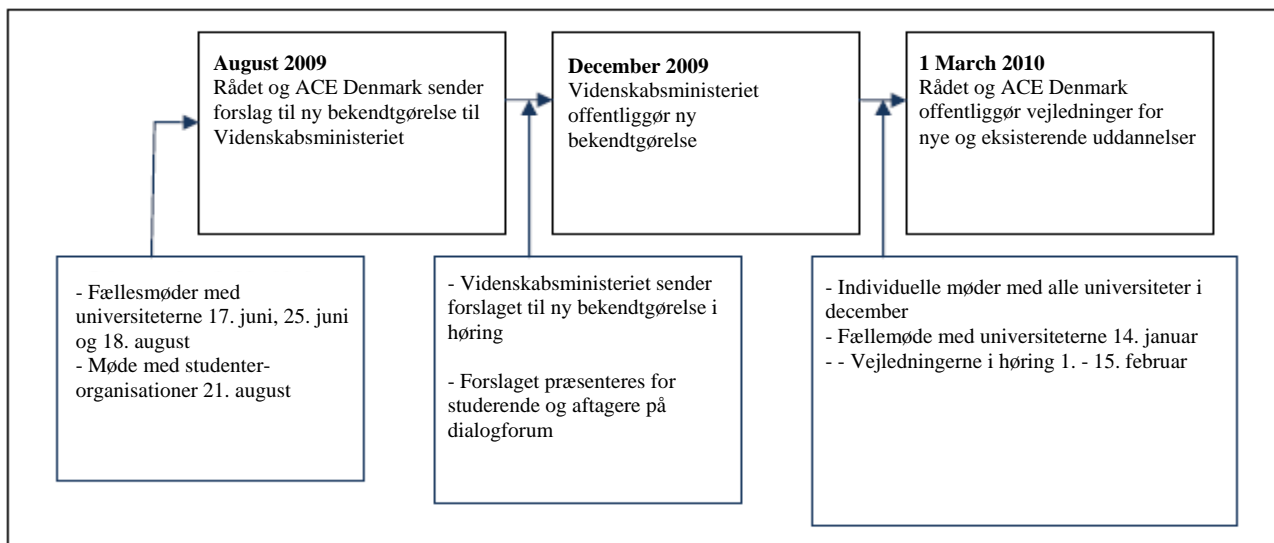 August 2009
Rådet og ACE Denmark sender
forslag til ny bekendtgørelse til
Videnskabsministeriet
December 2009
Videnskabsministeriet
offentliggør ny
bekendtgørelse
1 March 2010
Rådet og ACE Denmark
offentliggør vejledninger for
nye og eksisterende uddannelser
- Fællesmøder med
universiteterne 17. juni, 25. juni
og 18. august
- Møde med studenter-
organisationer 21. august
- Videnskabsministeriet sender
forslaget til ny bekendtgørelse i
høring
- Forslaget præsenteres for
studerende og aftagere på
dialogforum
- Individuelle møder med alle universiteter i
december
- Fællemøde med universiteterne 14. januar
- - Vejledningerne i høring 1. - 15. februar